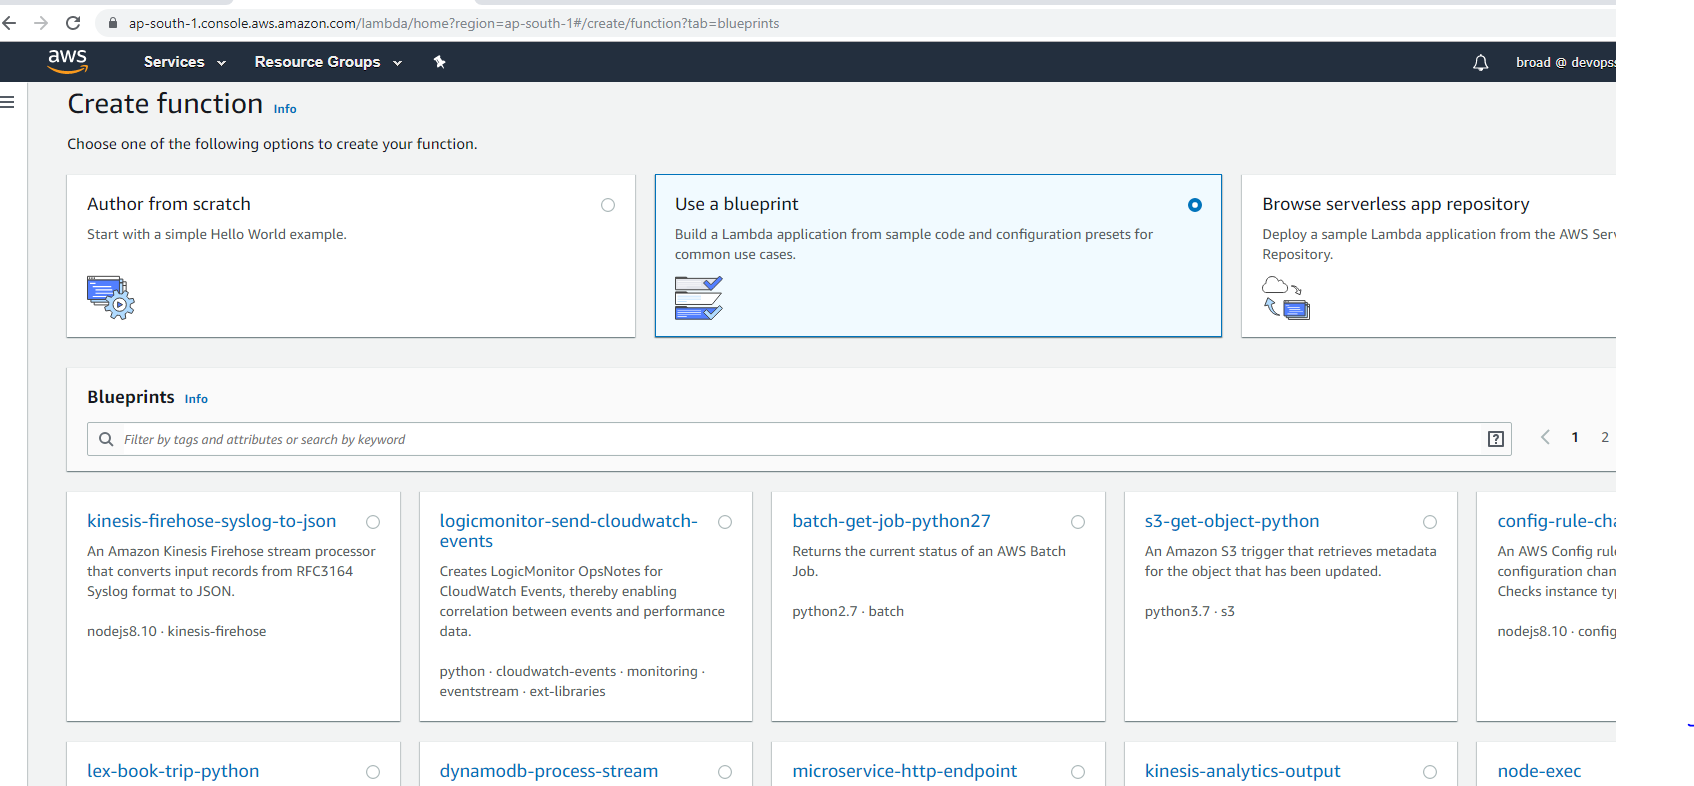 ap-south-1.console.aws.amazon.com/lambda/home?region=ap-south-1#/create/function?tab=blueprints
aws
Services
Resource Groups
broad @ devops
Create function Info
Choose one of the following options to create your function.
Author from scratch
Start with a simple Hello World example.
Use a blueprint
Build a Lambda application from sample code and configuration presets for
common use cases.
Browse serverless app repository
Deploy a sample Lambda application from the AWS Ser
Repository.
Blueprints Info
Filter by tags and attributes or search by keyword
?
1 2
kinesis-firehose-syslog-to-json
An Amazon Kinesis Firehose stream processor
that converts input records from RFC3164
Syslog format to JSON.
nodejs8.10 · kinesis-firehose
logicmonitor-send-cloudwatch-
events
Creates LogicMonitor OpsNotes for
CloudWatch Events, thereby enabling
correlation between events and performance
data.
python · cloudwatch-events · monitoring ·
eventstream · ext-libraries
batch-get-job-python27
Returns the current status of an AWS Batch
Job.
python2.7 · batch
s3-get-object-python
An Amazon S3 trigger that retrieves metadata
for the object that has been updated.
python3.7 · s3
config-rule-cha
An AWS Config rul
configuration chan
Checks instance typ
nodejs8.10 · config
lex-book-trip-python
dynamodb-process-stream
microservice-http-endpoint
kinesis-analytics-output
node-exec